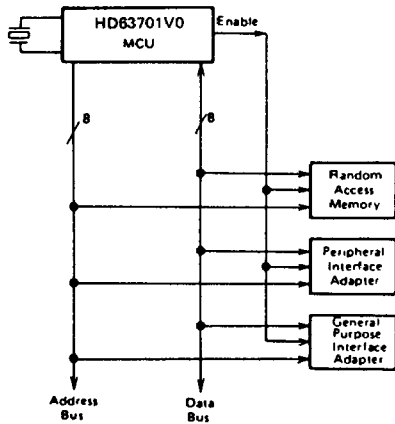 HD63701V0
MCU
Enable
8
8
Random
Access
Memory
Peripheral
Interface
Adapter
General
Purpose
Interface
Adapter
Address
Bus
Data
Bus